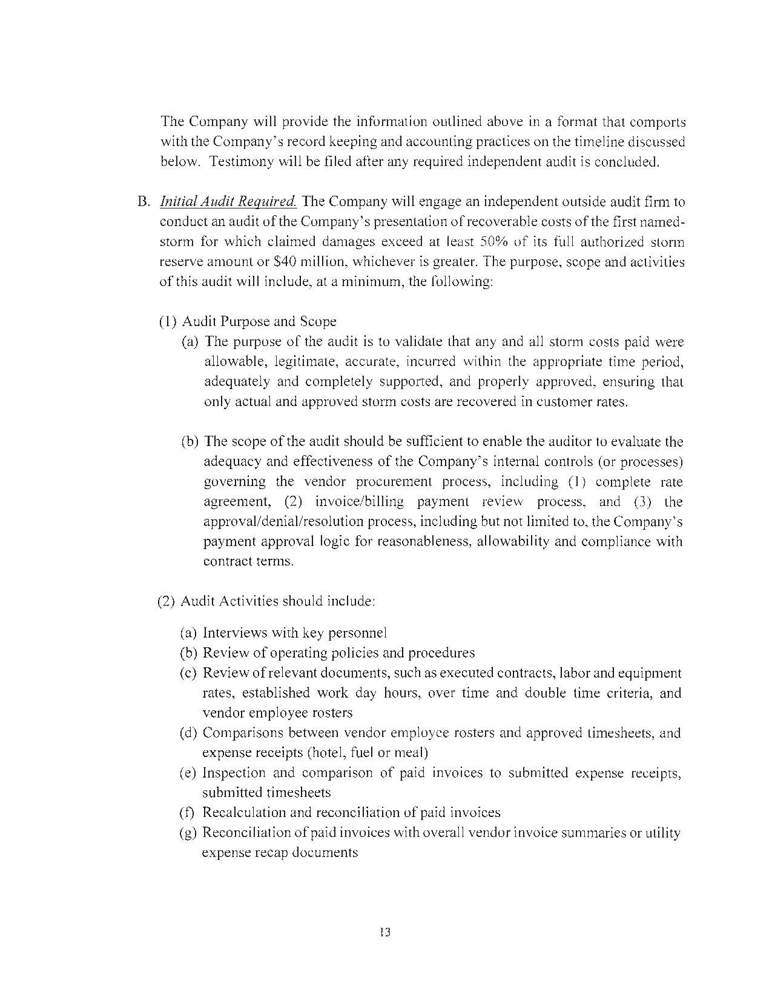 The Company will provide the information outlined above in a format that comports
with the Company's record keeping and accounting practices on the timeline discussed
below. Testimony will be filed after any required independent audit is concluded.
B. Initial Audit Required. The Company will engage an independent outside audit firm to
conduct an audit of the Company's presentation of recoverable costs of the first named-
storm for which claimed damages exceed at least 50% of its full authorized storm
reserve amount or $40 million, whichever is greater. The purpose, scope and activities
of this audit will include, at a minimum, the following:
(1) Audit Purpose and Scope
(a) The purpose of the audit is to validate that any and all storm costs paid were
allowable, legitimate, accurate, incurred within the appropriate time period,
adequately and completely supported, and properly approved, ensuring that
only actual and approved storm costs are recovered in customer rates.
(b) The scope of the audit should be sufficient to enable the auditor to evaluate the
adequacy and effectiveness of the Company's internal controls (or processes)
governing the vendor procurement process, including (1) complete rate
agreement, (2) invoice/billing payment review process, and (3) the
approval/denial/resolution process, including but not limited to, the Company's
payment approval logic for reasonableness, allowability and compliance with
contract terms.
(2) Audit Activities should include:
(a) Interviews with key personnel
(b) Review of operating policies and procedures
(c) Review of relevant documents, such as executed contracts, labor and equipment
rates, established work day hours, over time and double time criteria, and
vendor employee rosters
(d) Comparisons between vendor employee rosters and approved timesheets, and
expense receipts (hotel, fuel or meal)
(e) Inspection and comparison of paid invoices to submitted expense receipts,
submitted timesheets
(f) Recalculation and reconciliation of paid invoices
(g) Reconciliation of paid invoices with overall vendor invoice summaries or utility
expense recap documents
13